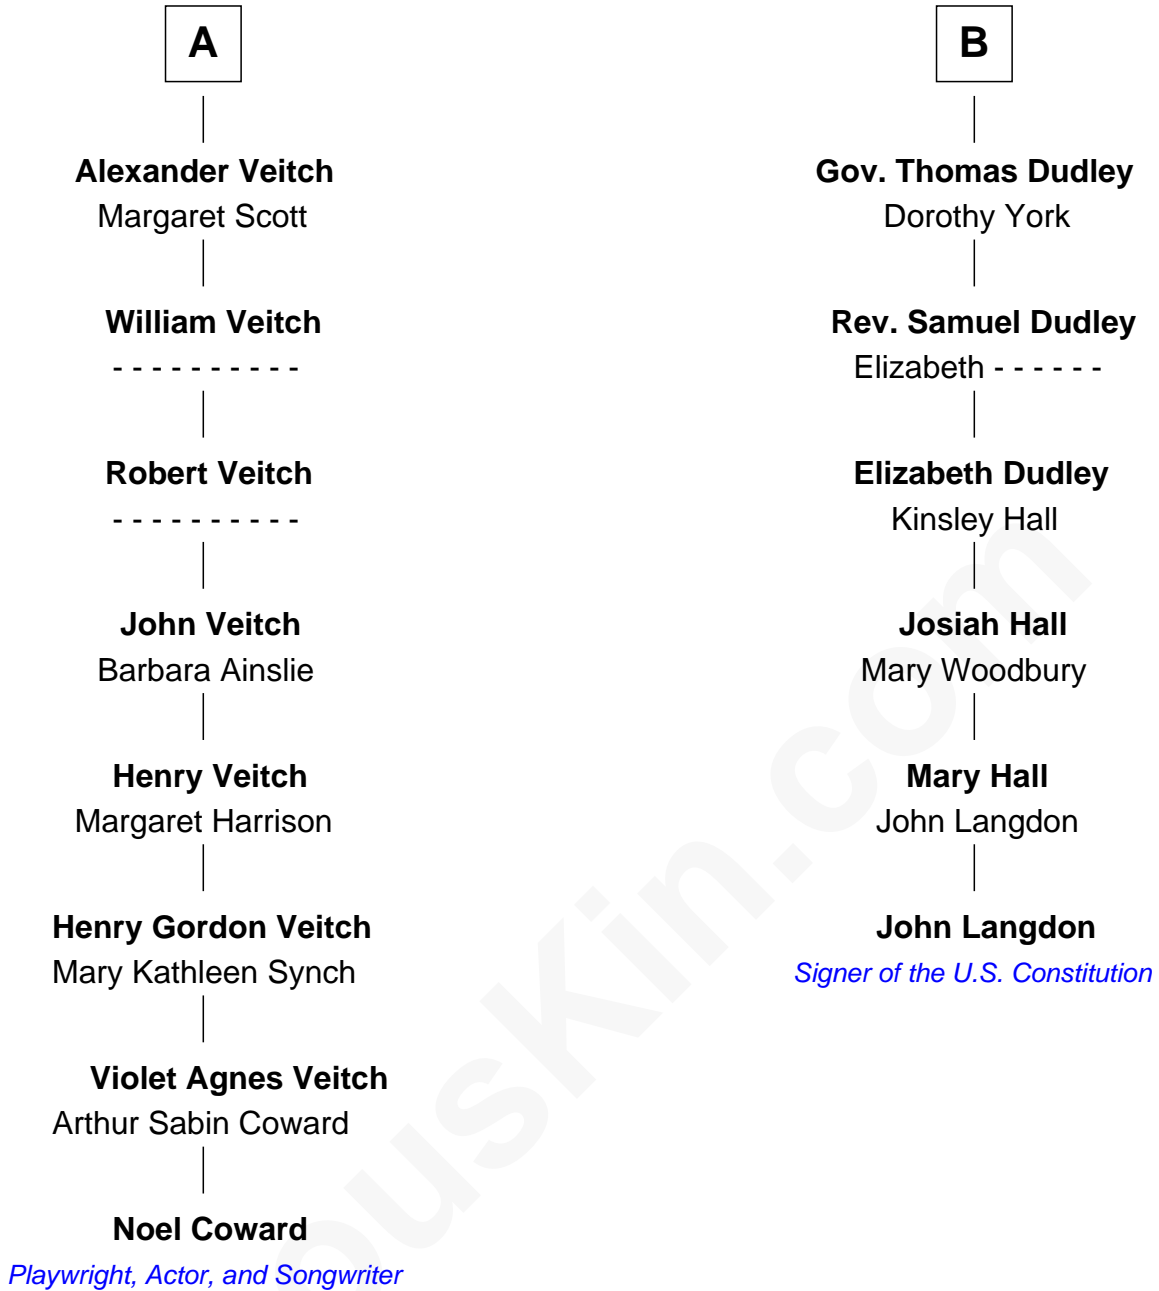 A
Alexander Veitch
Margaret Scott
William Veitch
- - - - - - - - - -
Robert Veitch
- - - - - - - - - -
John Veitch
Barbara Ainslie
Henry Veitch
Margaret Harrison
Henry Gordon Veitch
Mary Kathleen Synch
Violet Agnes Veitch
Arthur Sabin Coward
Noel Coward
Playwright, Actor, and Songwriter
B
Gov. Thomas Dudley
Dorothy York
Rev. Samuel Dudley
Elizabeth - - - - - -
Elizabeth Dudley
Kinsley Hall
Josiah Hall
Mary Woodbury
Mary Hall
John Langdon
John Langdon
Signer of the U.S. Constitution
ousKin.com